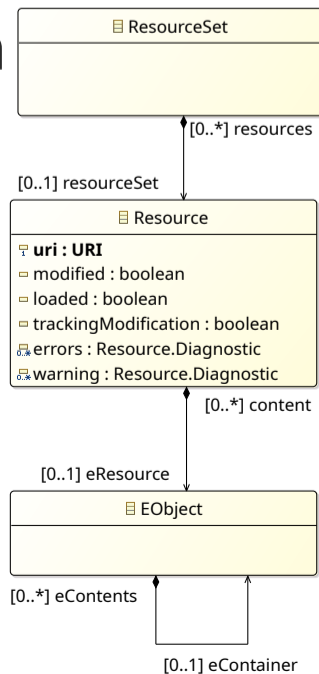 ResourceSet
[0..*] resources
[0..1] resourceSet
Resource
uri : URI
modified : boolean
loaded : boolean
trackingModification : boolean
errors : Resource.Diagnostic
warning : Resource.Diagnostic
[0..*] content
[0..1] eResource
EObject
[0..*] eContents
[0..1] eContainer